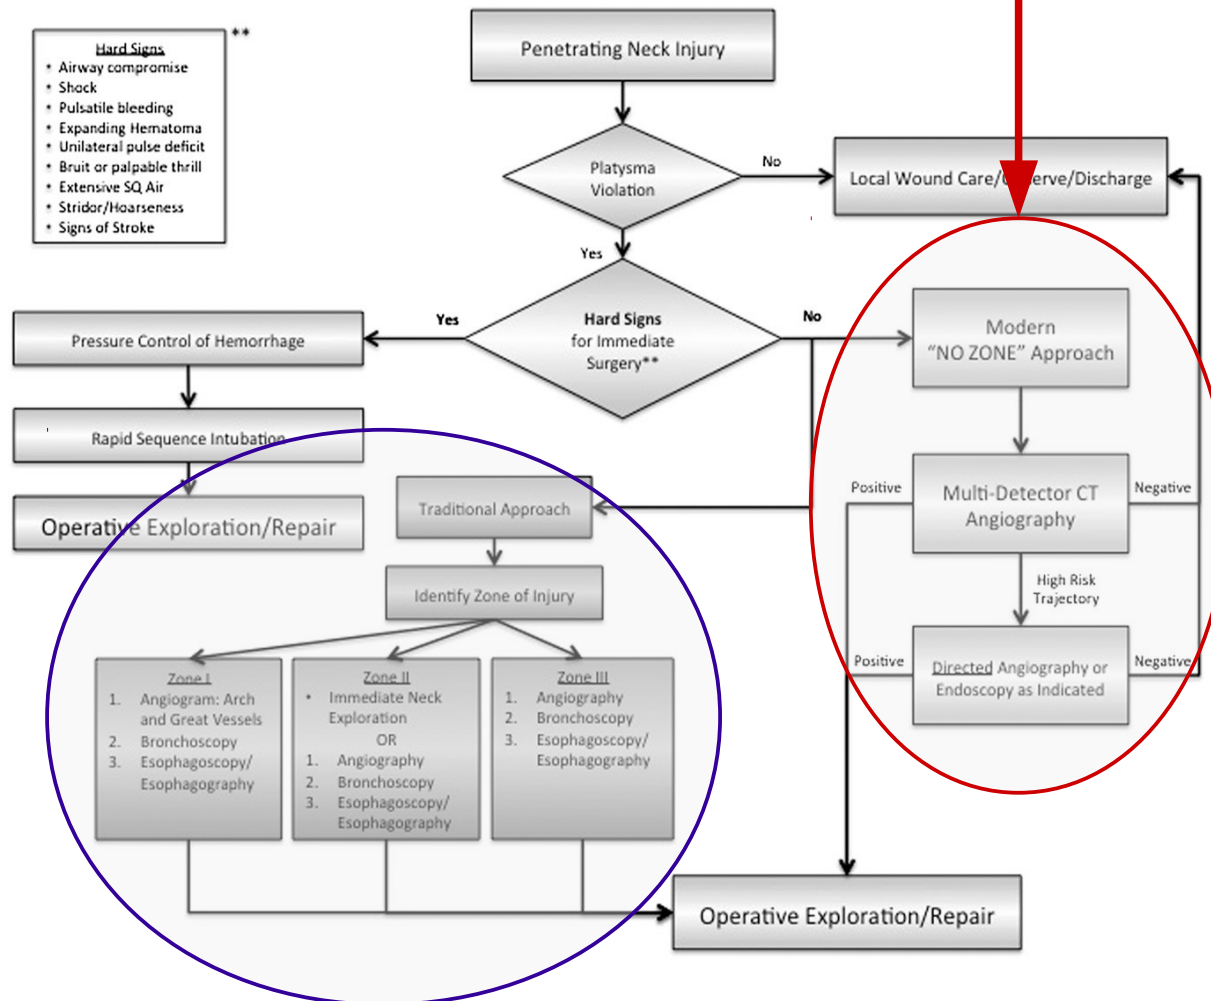 **
Hard Signs
* Airway compromise
* Shock
* Pulsatile bleeding
* Expanding Hematoma
* Unilateral pulse deficit
* Bruit or palpable thrill
* Extensive SQ Air
* Stridor/Hoarseness
* Signs of Stroke
Penetrating Neck Injury
Platysma
Violation
No
Local Wound Care/ /Discharge
Yes
Hard Signs
for Immediate
Surgery**
Yes
No
Pressure Control of Hemorrhage
Rapid Sequence Intubation
Operative Exploration/Repair
Modern
“NO ZONE” Approach
Multi-Detector CT
Angiography
Positive
Negative
High Risk
Trajectory
Directed Angiography or
Endoscopy as Indicated
Positive
Negative
Traditional Approach
Identify Zone of Injury
Zone I
1. Angiogram: Arch
and Great Vessels
2. Bronchoscopy
3. Esophagoscopy/
Esophagography
Zone II
• Immediate Neck
Exploration
OR
1. Angiography
2. Bronchoscopy
3. Esophagoscopy/
Esophagography
Zone III
1. Angiography
2. Bronchoscopy
3. Esophagoscopy/
Esophagography
Operative Exploration/Repair